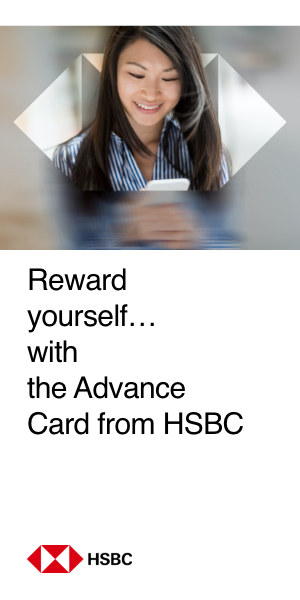 Reward
yourself…
with
the Advance
Card from HSBC
HSBC